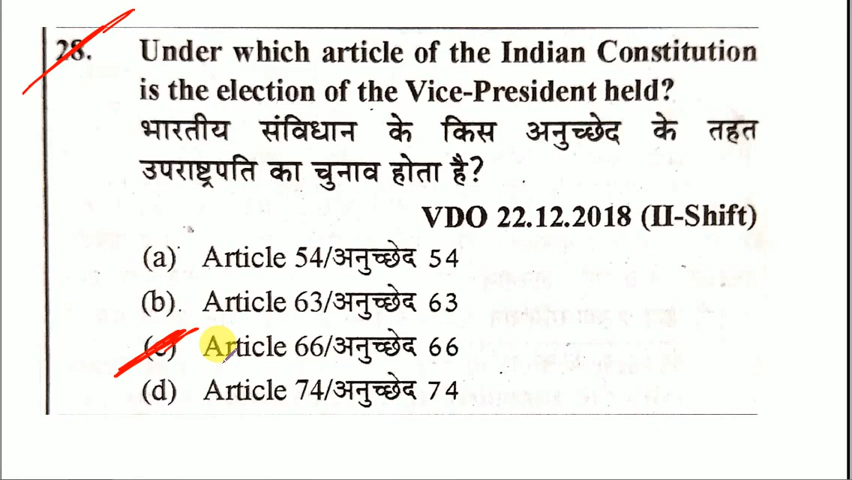 28. Under which article of the Indian Constitution
is the election of the Vice-President held?
भारतीय संविधान के किस अनुच्छेद के तहत
उपराष्ट्रपति का चुनाव होता है?
VDO 22.12.2018 (II-Shift)
(a) Article 54/अनुच्छेद 54
(b) Article 63/अनुच्छेद 63
(c) Article 66/अनुच्छेद 66
(d) Article 74/अनुच्छेद 74